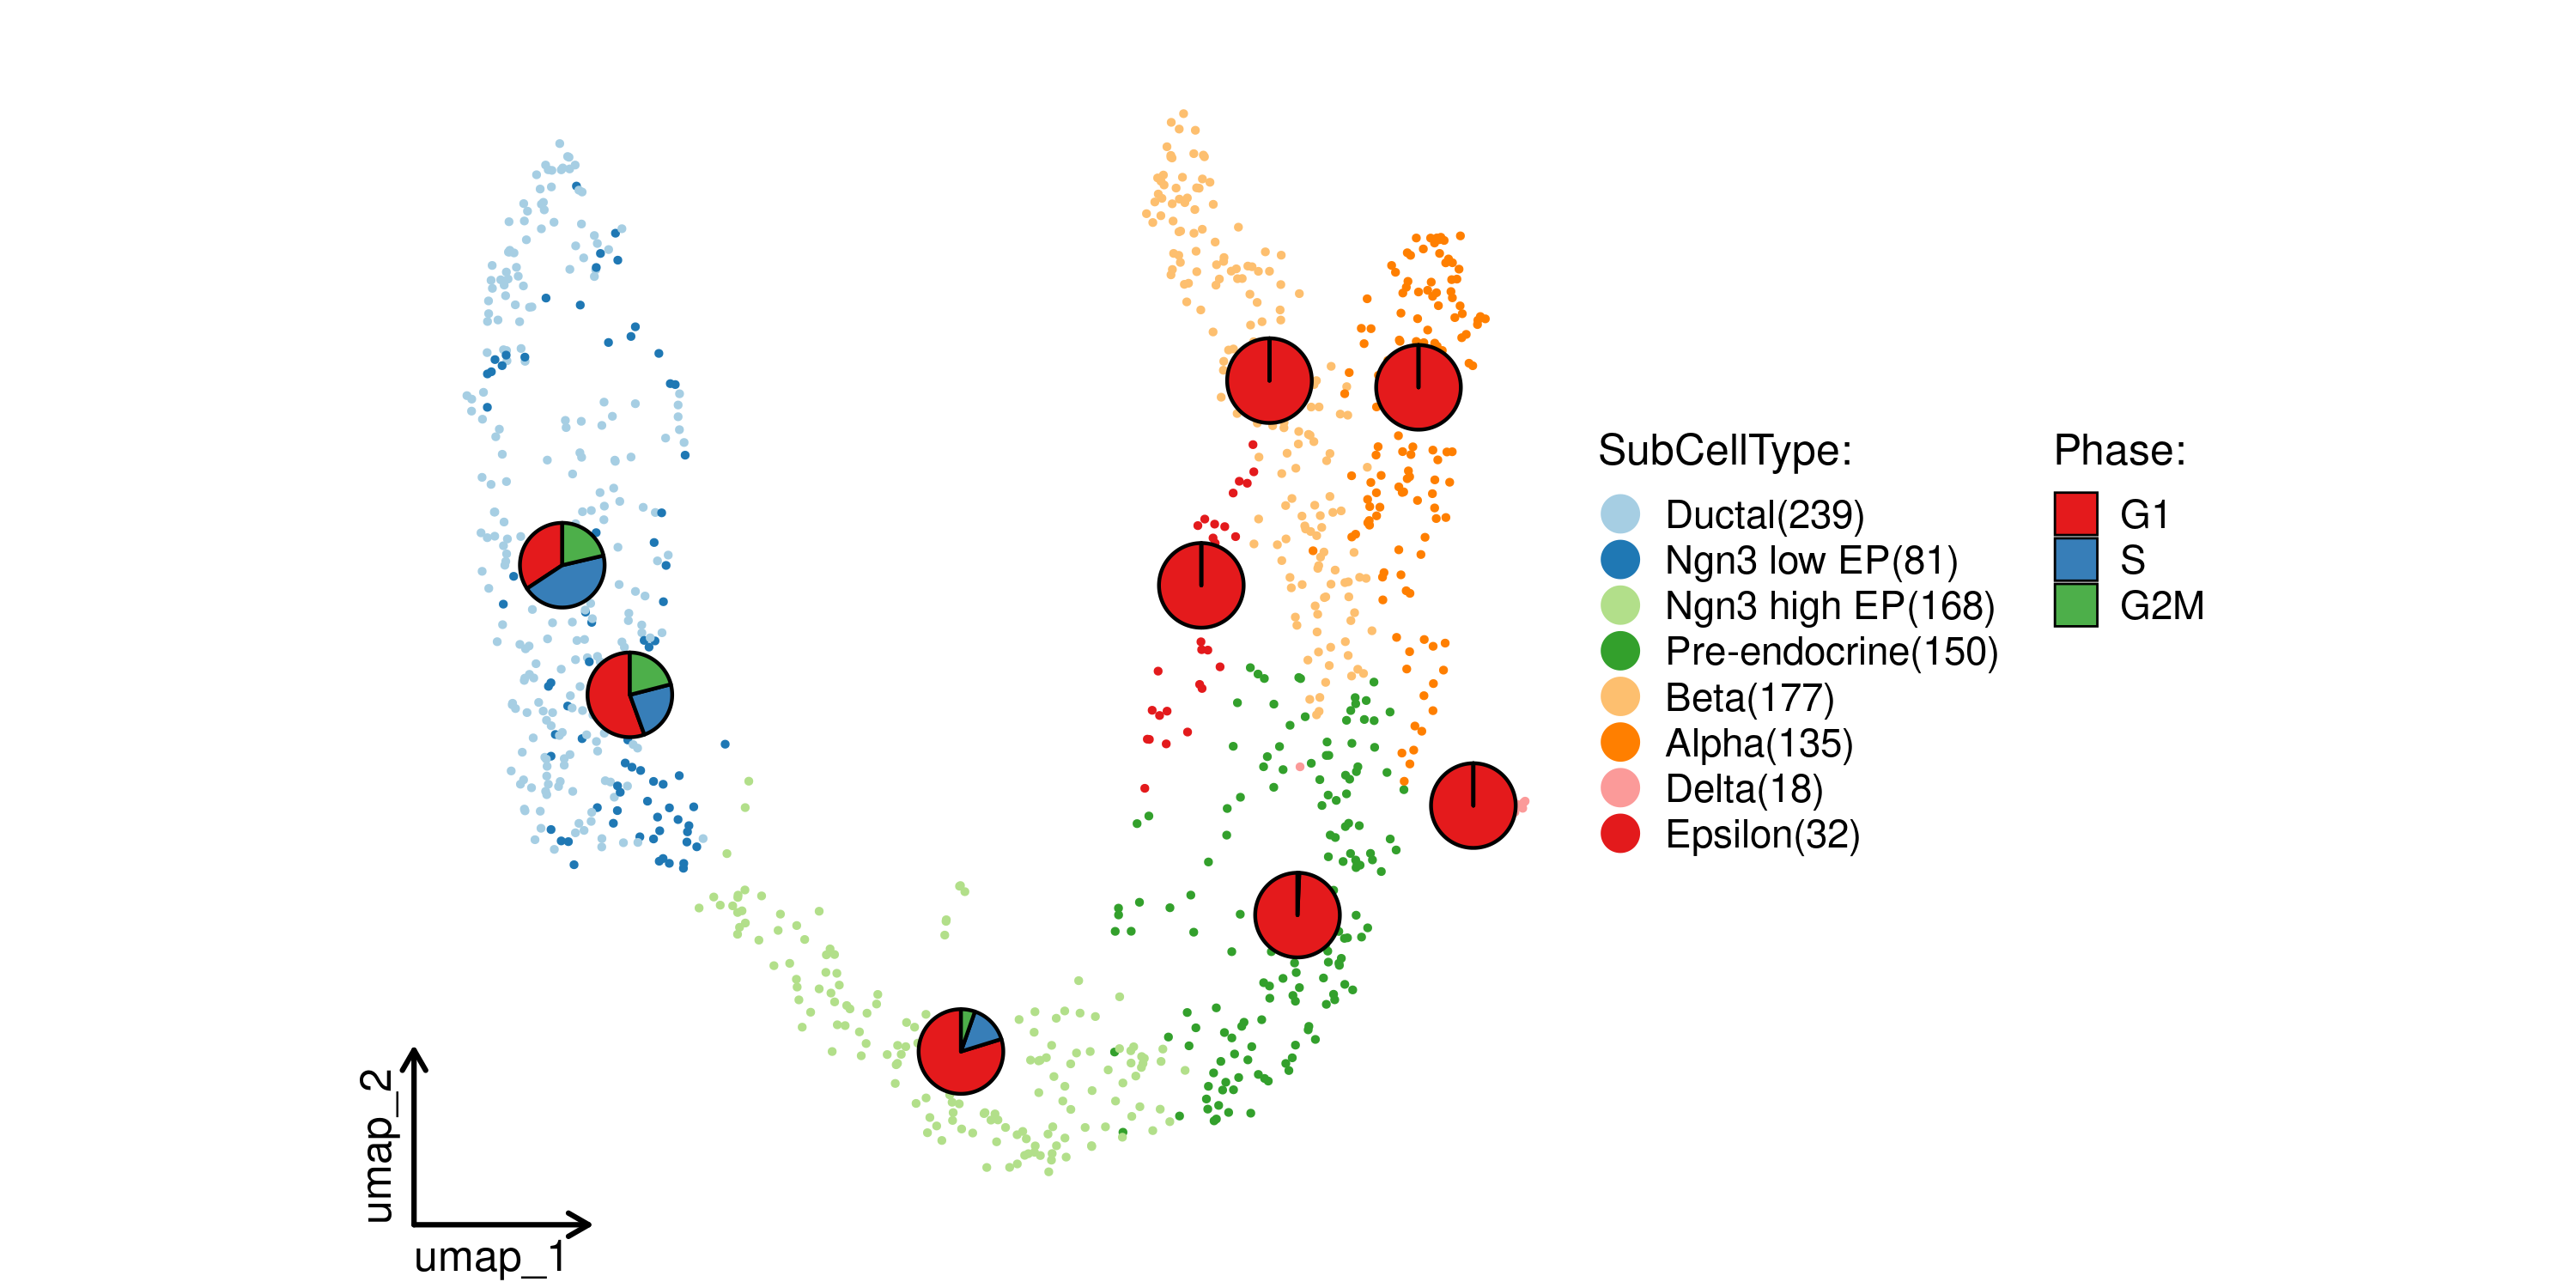 SubCellType:
Ductal(239)
Ngn3 low EP(81)
Ngn3 high EP(168)
Pre-endocrine(150)
Beta(177)
Alpha(135)
Delta(18)
Epsilon(32)
Phase:
G1
S
G2M
umap_2
umap_1